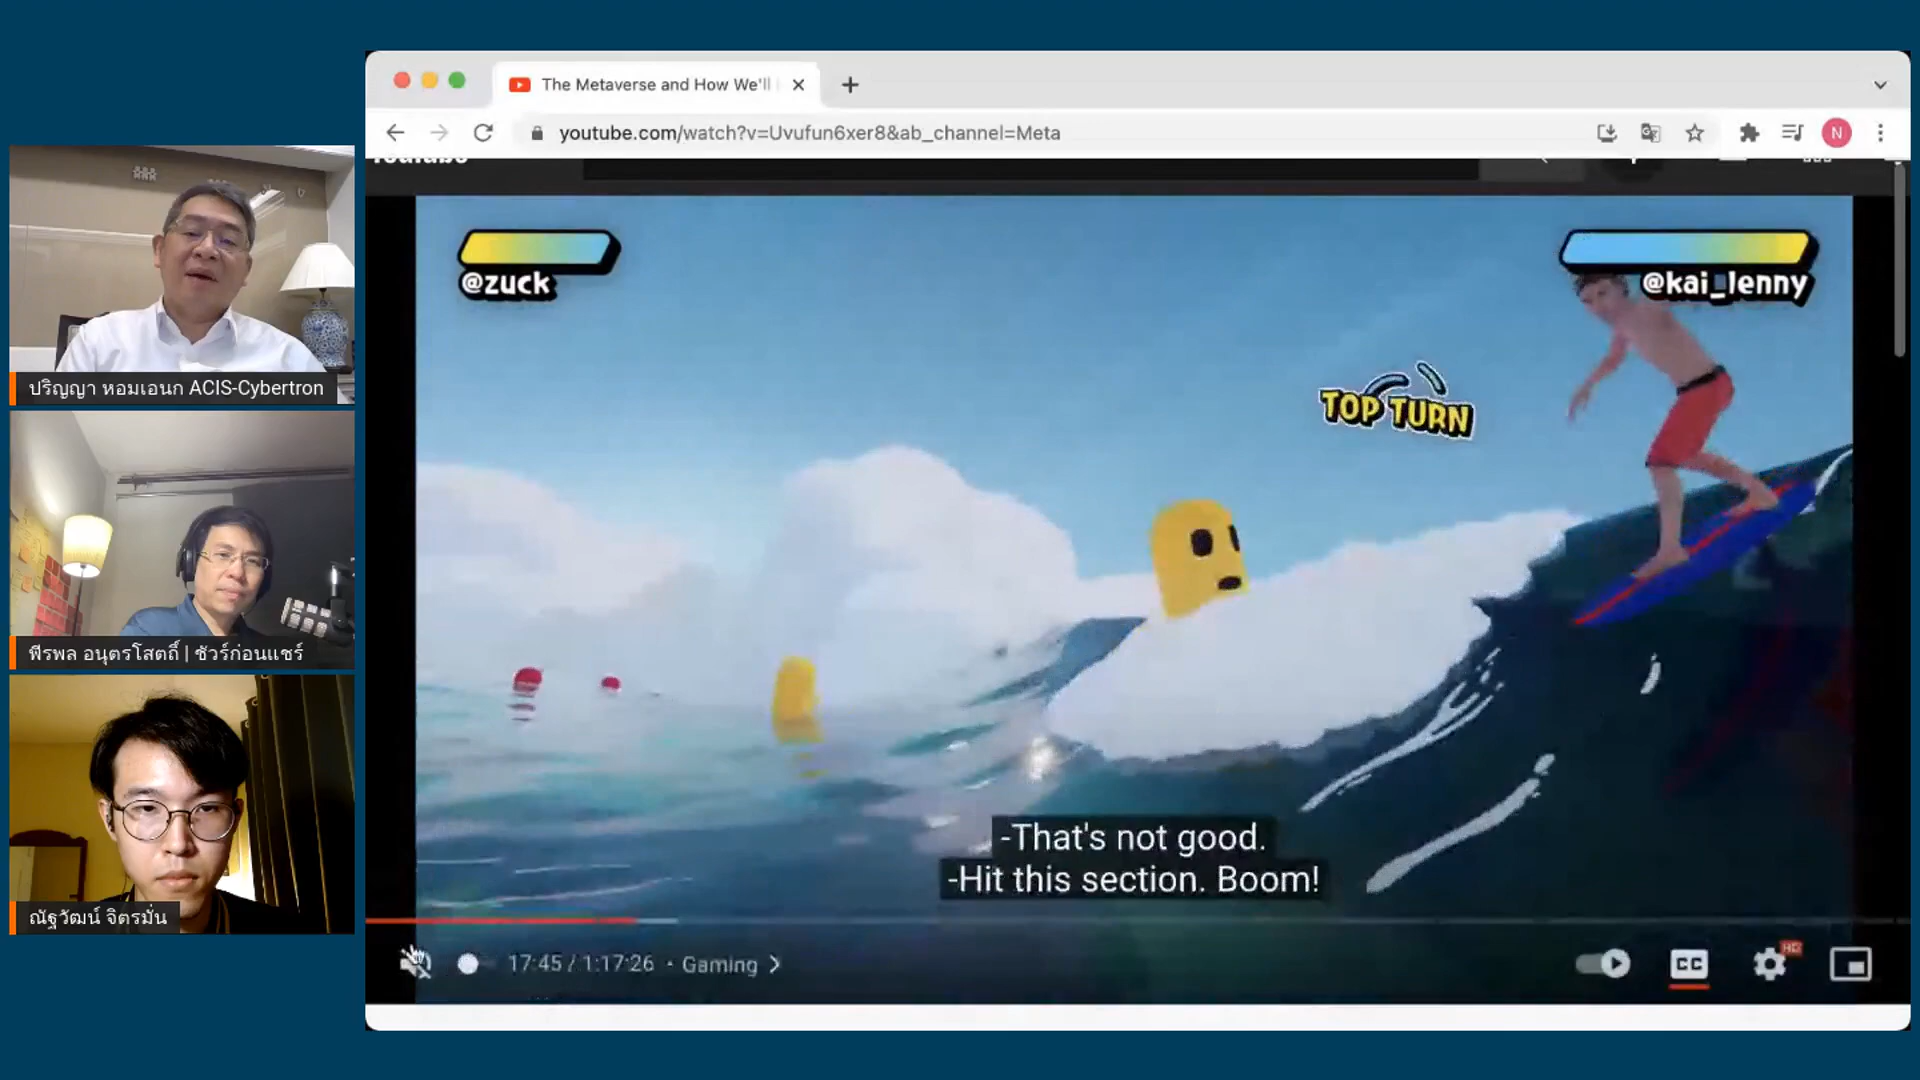 The Metaverse and How We'll
youtube.com/watch?v=Uvufun6xer8&ab_channel=Meta
N
YouTube
@zuck
@kai_lenny
TOP TURN
-That's not good.
-Hit this section. Boom!
17:45 / 1:17:26 • Gaming
CC
HD
ปริญญา หอมเอนก ACIS-Cybertron
พีรพล อนุตรโสตถิ์ | ชัวร์ก่อนแชร์
ณัฐวัฒน์ จิตรมั่น